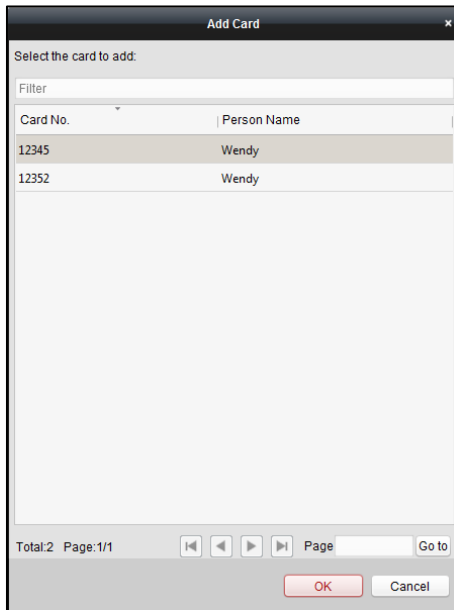 Add Card ×
Select the card to add:
Filter
Card No. Person Name
12345 Wendy
12352 Wendy
Total:2 Page:1/1 Page Go to
OK Cancel